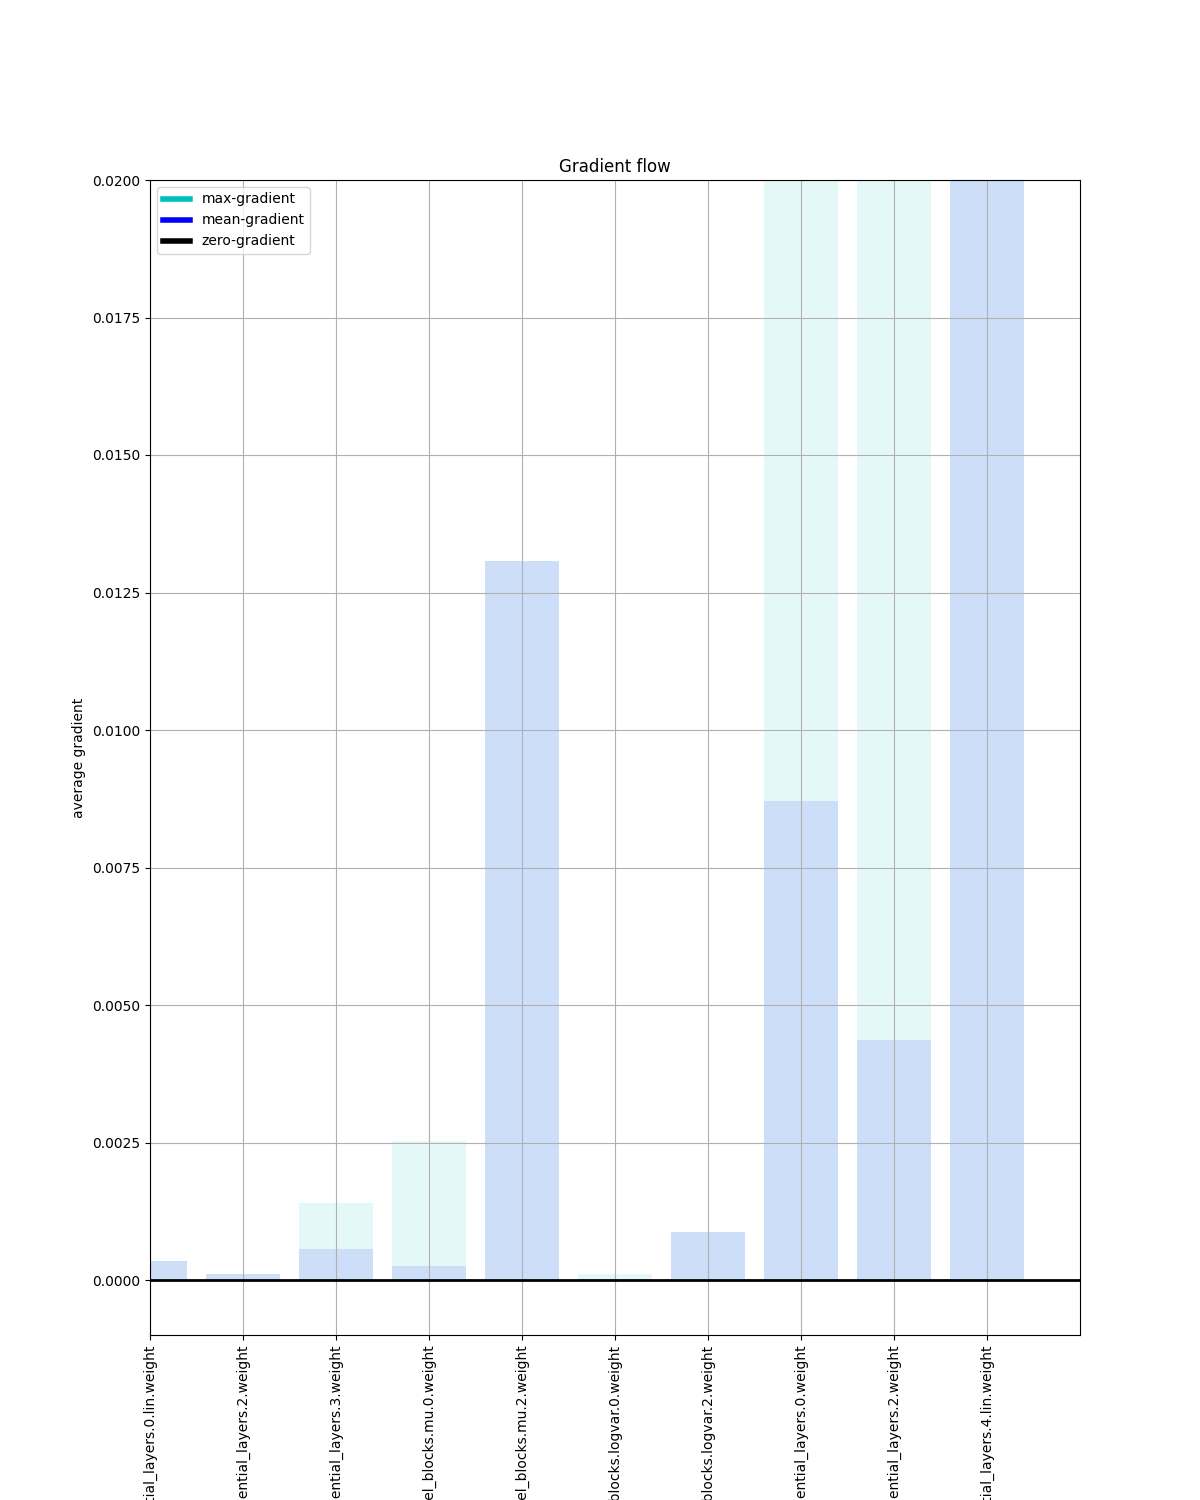 Gradient flow
max-gradient
mean-gradient
zero-gradient
average gradient
0.0200
0.0175
0.0150
0.0125
0.0100
0.0075
0.0050
0.0025
0.0000
tial_layers.0.lin.weight
ential_layers.2.weight
ential_layers.3.weight
el_blocks.mu.0.weight
el_blocks.mu.2.weight
blocks.logvar.0.weight
blocks.logvar.2.weight
ential_layers.0.weight
ential_layers.2.weight
tial_layers.4.lin.weight